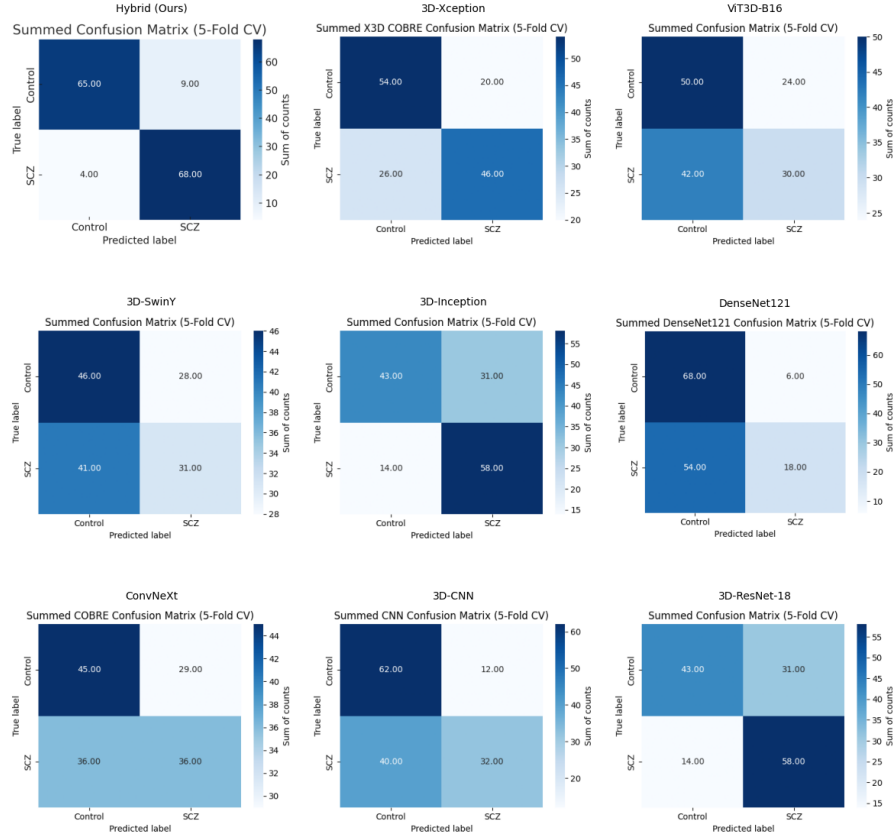 Hybrid (Ours)
Summed Confusion Matrix (5-Fold CV)
Control
SCZ
True label
65.00
9.00
4.00
68.00
Control
SCZ
Predicted label
60
50
40
30
20
10
Sum of counts
3D-Xception
Summed X3D COBRE Confusion Matrix (5-Fold CV)
Control
SCZ
True label
54.00
20.00
26.00
46.00
Control
SCZ
Predicted label
50
45
40
35
30
25
20
Sum of counts
ViT3D-B16
Summed Confusion Matrix (5-Fold CV)
Control
SCZ
True label
50.00
24.00
42.00
30.00
Control
SCZ
Predicted label
50
45
40
35
30
25
Sum of counts
3D-SwinY
Summed Confusion Matrix (5-Fold CV)
Control
SCZ
True label
46.00
28.00
41.00
31.00
Control
SCZ
Predicted label
46
44
42
40
38
36
34
32
30
28
Sum of counts
3D-Inception
Summed Confusion Matrix (5-Fold CV)
Control
SCZ
True label
43.00
31.00
14.00
58.00
Control
SCZ
Predicted label
55
50
45
40
35
30
25
20
15
Sum of counts
DenseNet121
Summed DenseNet121 Confusion Matrix (5-Fold CV)
Control
SCZ
True label
68.00
6.00
54.00
18.00
Control
SCZ
Predicted label
60
50
40
30
20
10
Sum of counts
ConvNeXt
Summed COBRE Confusion Matrix (5-Fold CV)
Control
SCZ
True label
45.00
29.00
36.00
36.00
Control
SCZ
Predicted label
44
42
40
38
36
34
32
30
Sum of counts
3D-CNN
Summed CNN Confusion Matrix (5-Fold CV)
Control
SCZ
True label
62.00
12.00
40.00
32.00
Control
SCZ
Predicted label
60
50
40
30
20
Sum of counts
3D-ResNet-18
Summed Confusion Matrix (5-Fold CV)
Control
SCZ
True label
43.00
31.00
14.00
58.00
Control
SCZ
Predicted label
55
50
45
40
35
30
25
20
15
Sum of counts